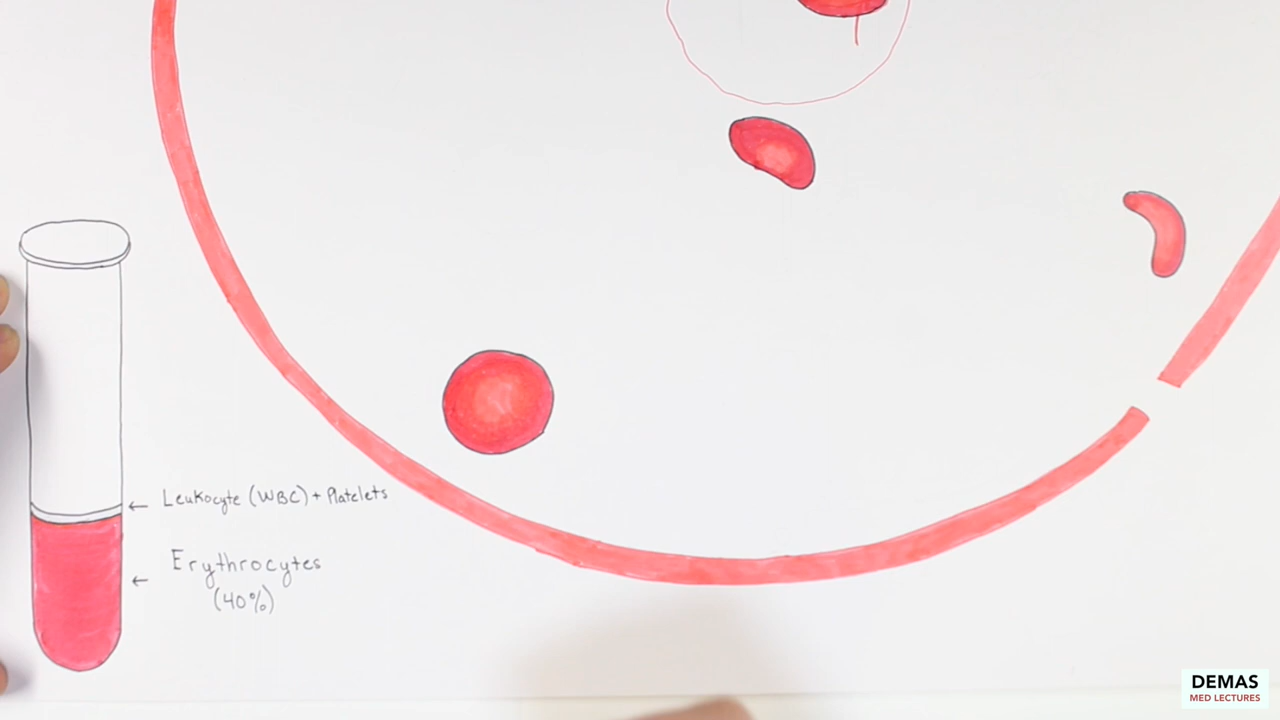 ← Leukocyte (WBC) + Platelets
← Erythrocytes
(40%)
DEMAS
MED LECTURES